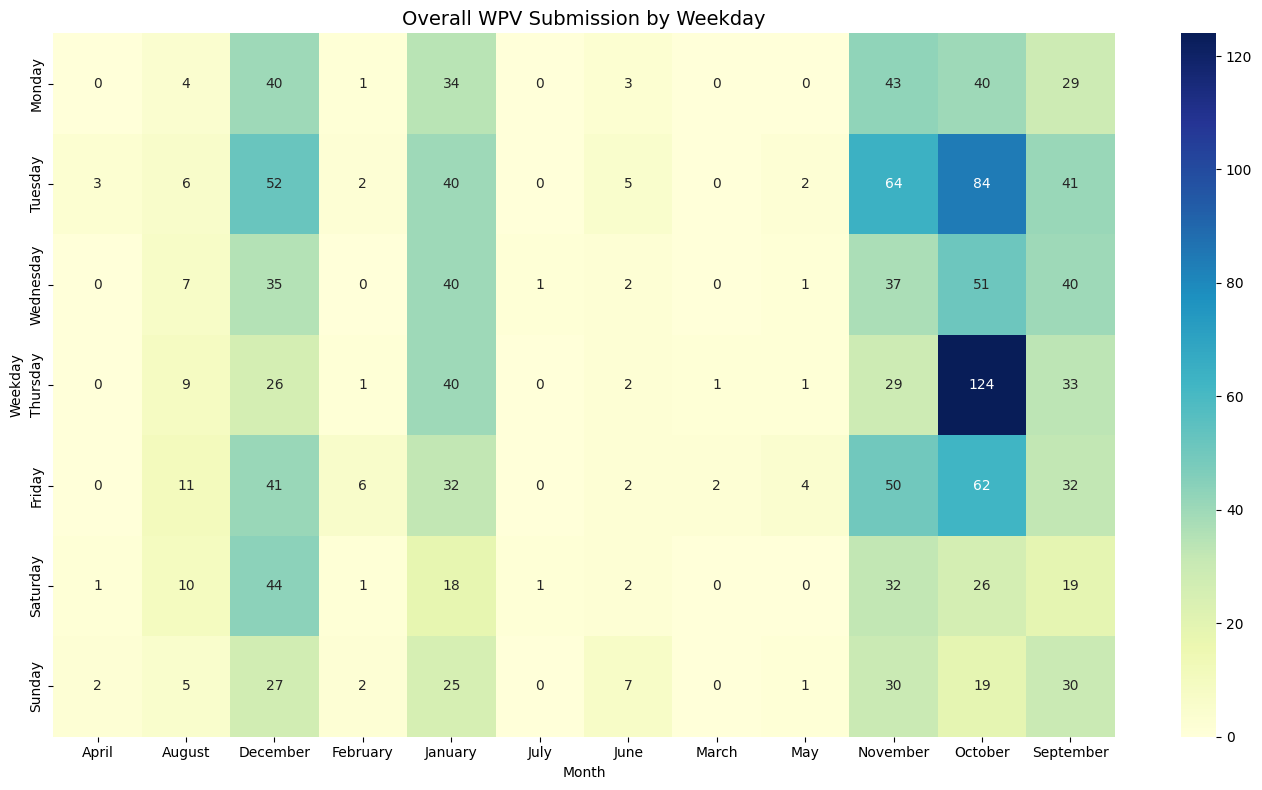 Overall WPV Submission by Weekday
Weekday
Monday 0 4 40 1 34 0 3 0 0 43 40 29
Tuesday 3 6 52 2 40 0 5 0 2 64 84 41
Wednesday 0 7 35 0 40 1 2 0 1 37 51 40
Thursday 0 9 26 1 40 0 2 1 1 29 124 33
Friday 0 11 41 6 32 0 2 2 4 50 62 32
Saturday 1 10 44 1 18 1 2 0 0 32 26 19
Sunday 2 5 27 2 25 0 7 0 1 30 19 30
April August December February January July June March May November October September
Month
120
100
80
60
40
20
0